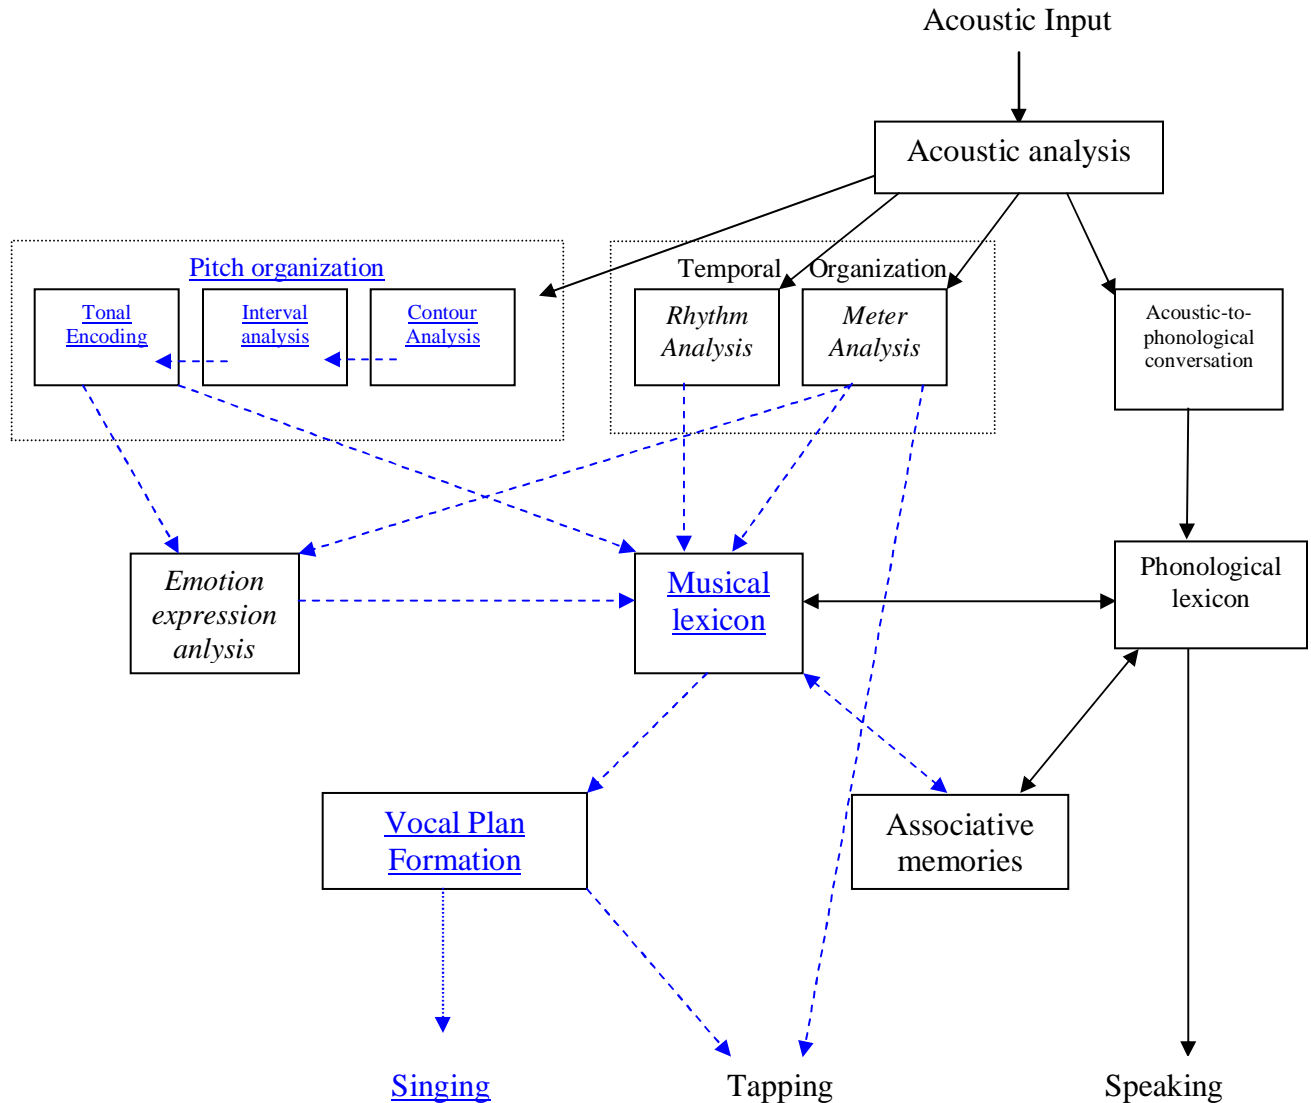 Acoustic Input
Acoustic analysis
Pitch organization
Temporal Organization
Tonal
Encoding
Interval
analysis
Contour
Analysis
Rhythm
Analysis
Meter
Analysis
Acoustic-to-
phonological
conversation
Emotion
expression
anlysis
Musical
lexicon
Phonological
lexicon
Vocal Plan
Formation
Associative
memories
Singing
Tapping
Speaking